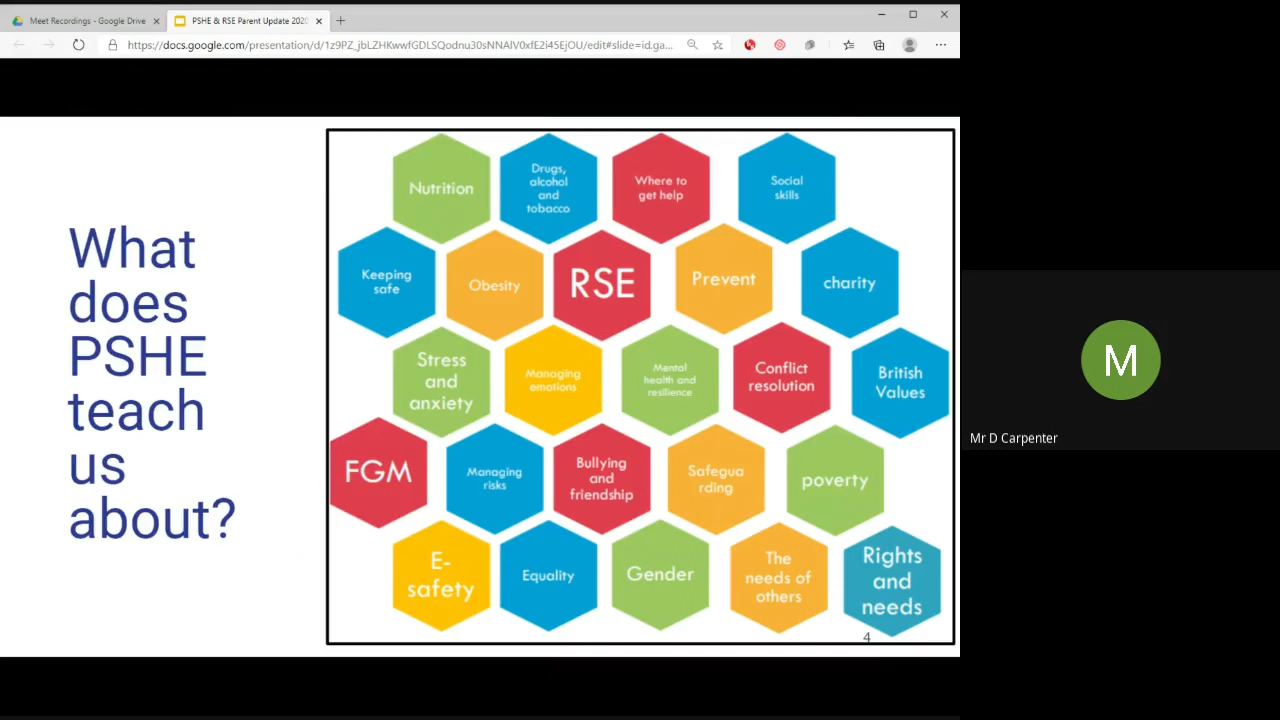 Meet Recordings - Google Drive
PSHE & RSE Parent Update 2020
https://docs.google.com/presentation/d/1z9PZ_jbLZHKwwfGDLSQodnu30sNNAlV0xfE2i45EjOU/edit#slide=id.ga...
What
does
PSHE
teach
us
about?
Nutrition
Drugs,
alcohol
and
tobacco
Where to
get help
Social
skills
Keeping
safe
Obesity
RSE
Prevent
charity
Stress
and
anxiety
Managing
emotions
Mental
health and
resilience
Conflict
resolution
British
Values
FGM
Managing
risks
Bullying
and
friendship
Safegua
rding
poverty
E-
safety
Equality
Gender
The
needs of
others
Rights
and
needs
4
M
Mr D Carpenter